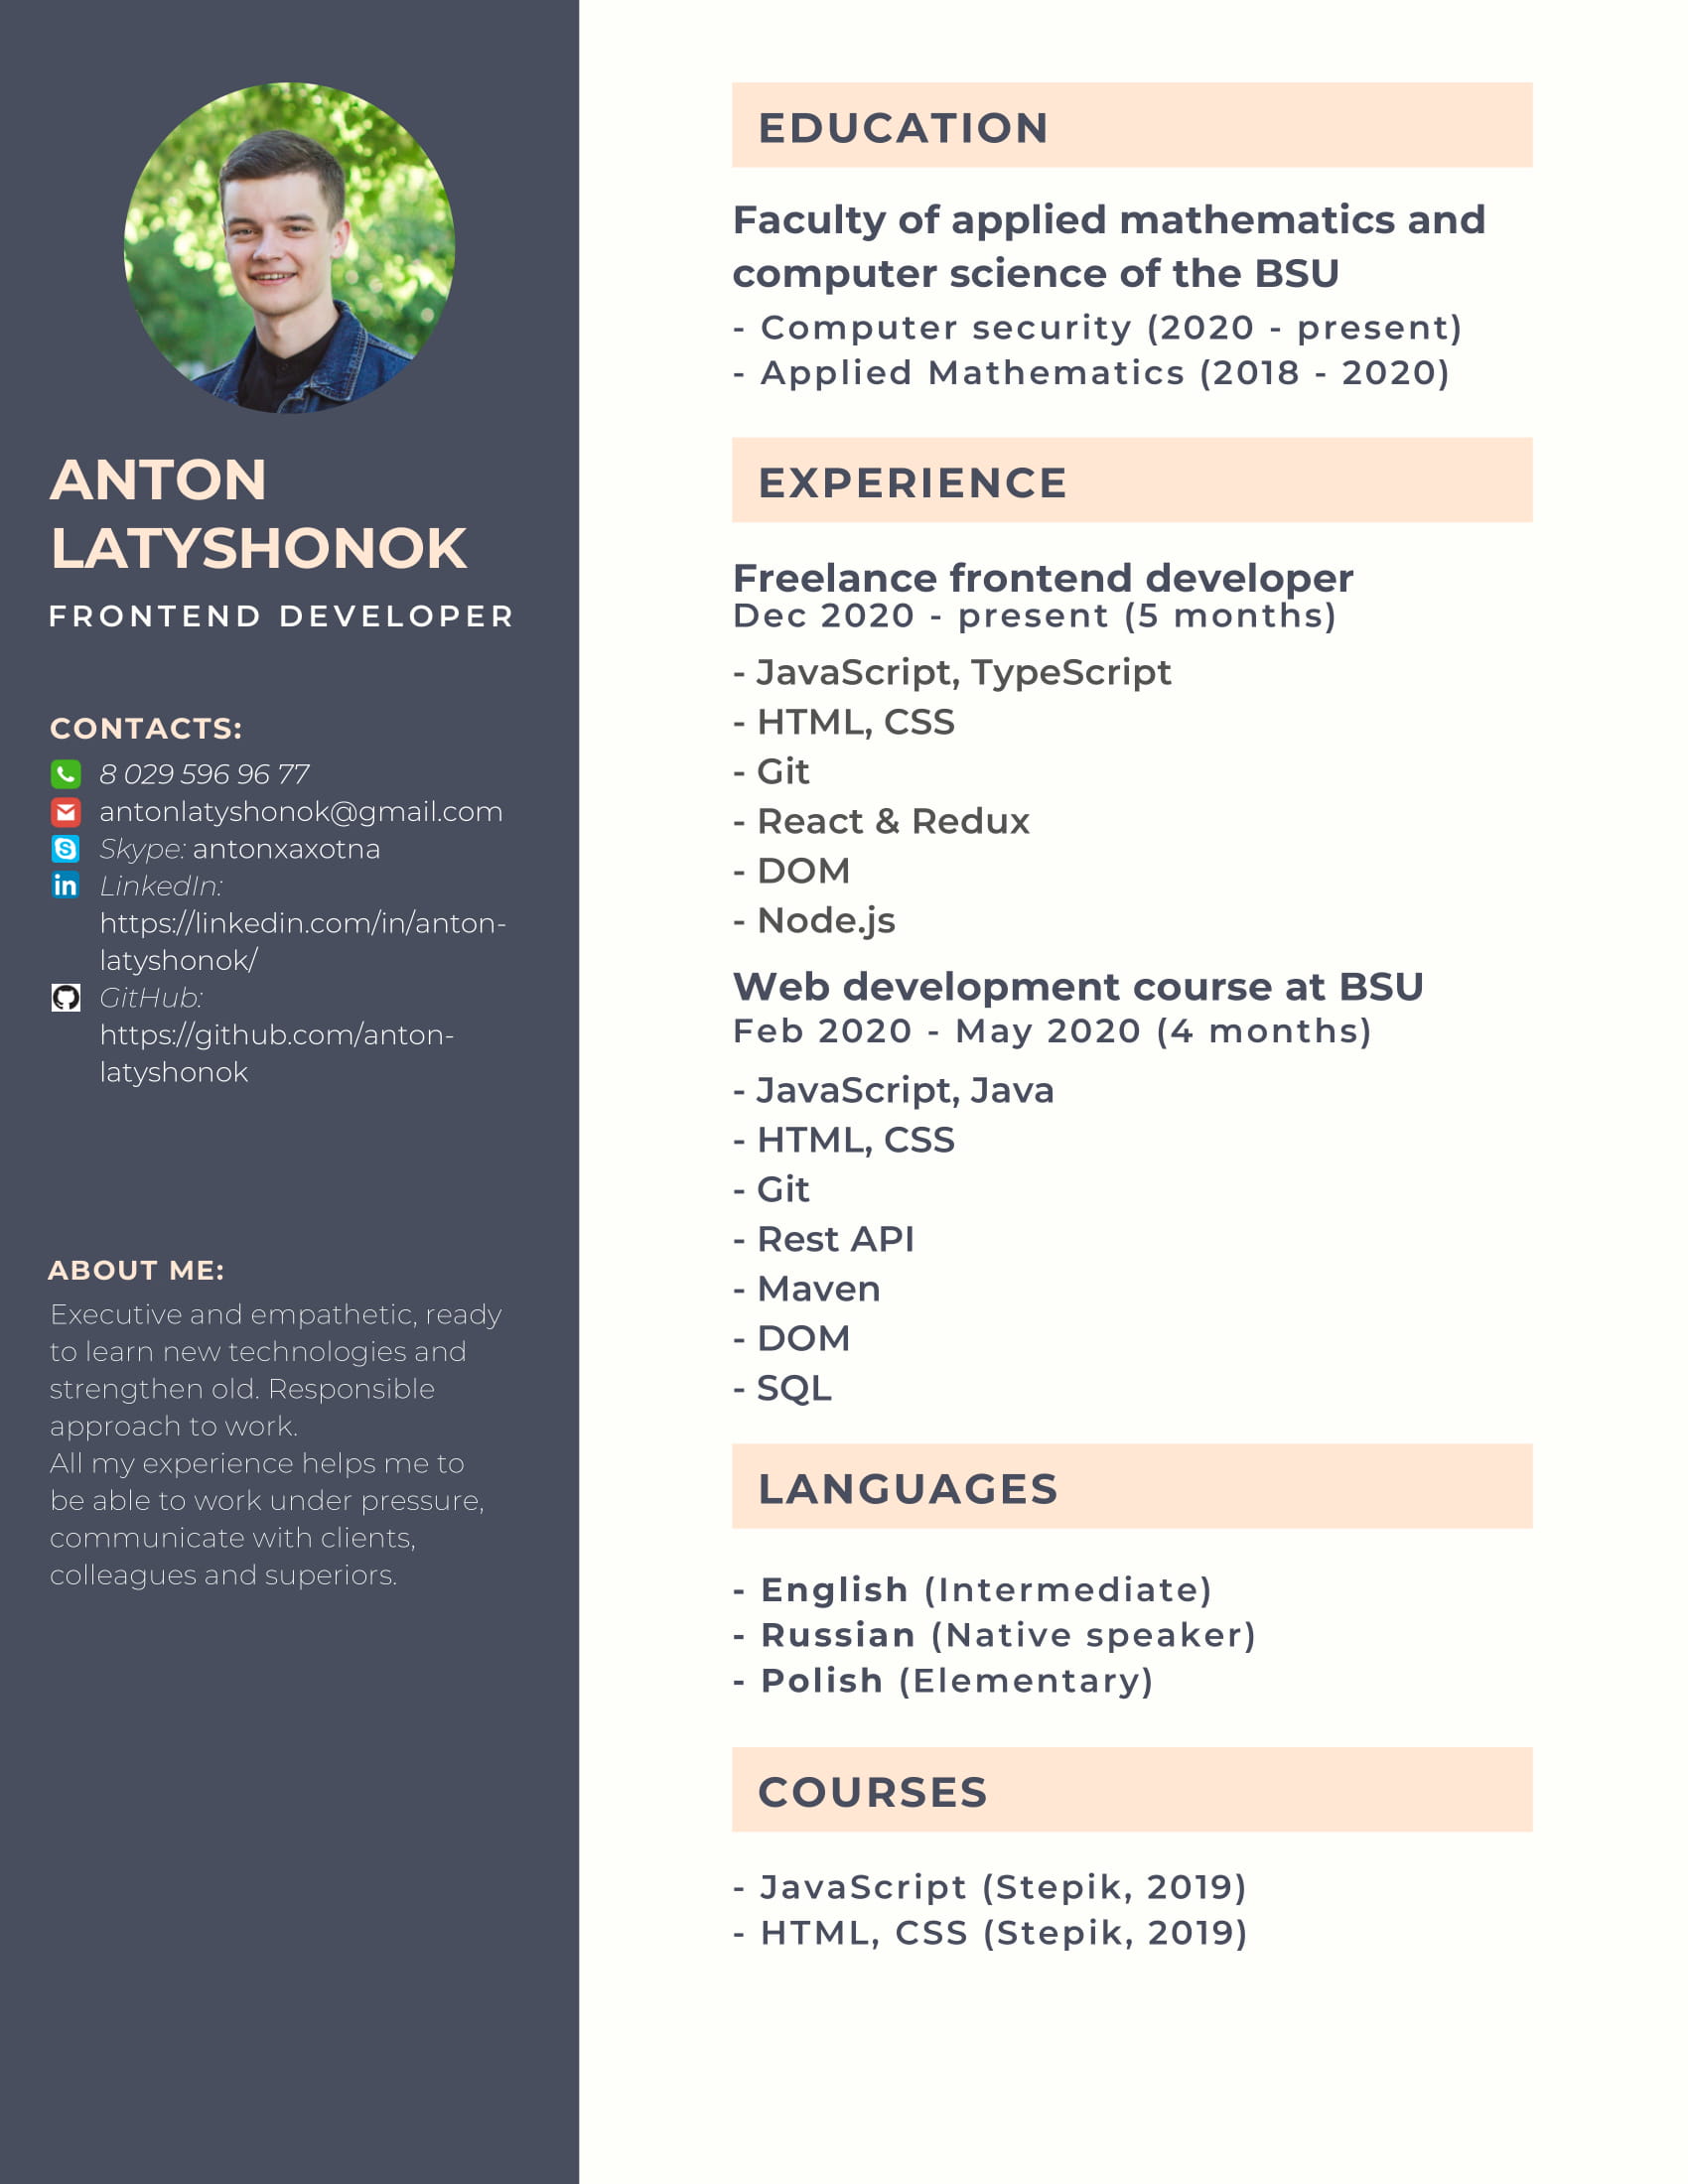 ANTON
LATYSHONOK
FRONTEND DEVELOPER
CONTACTS:
8 029 596 96 77
antonlatyshonok@gmail.com
Skype: antonxaxotna
LinkedIn:
https://linkedin.com/in/anton-
latyshonok/
GitHub:
https://github.com/anton-
latyshonok
ABOUT ME:
Executive and empathetic, ready
to learn new technologies and
strengthen old. Responsible
approach to work.
All my experience helps me to
be able to work under pressure,
communicate with clients,
colleagues and superiors.
EDUCATION
Faculty of applied mathematics and
computer science of the BSU
- Computer security (2020 - present)
- Applied Mathematics (2018 - 2020)
EXPERIENCE
Freelance frontend developer
Dec 2020 - present (5 months)
- JavaScript, TypeScript
- HTML, CSS
- Git
- React & Redux
- DOM
- Node.js
Web development course at BSU
Feb 2020 - May 2020 (4 months)
- JavaScript, Java
- HTML, CSS
- Git
- Rest API
- Maven
- DOM
- SQL
LANGUAGES
- English (Intermediate)
- Russian (Native speaker)
- Polish (Elementary)
COURSES
- JavaScript (Stepik, 2019)
- HTML, CSS (Stepik, 2019)